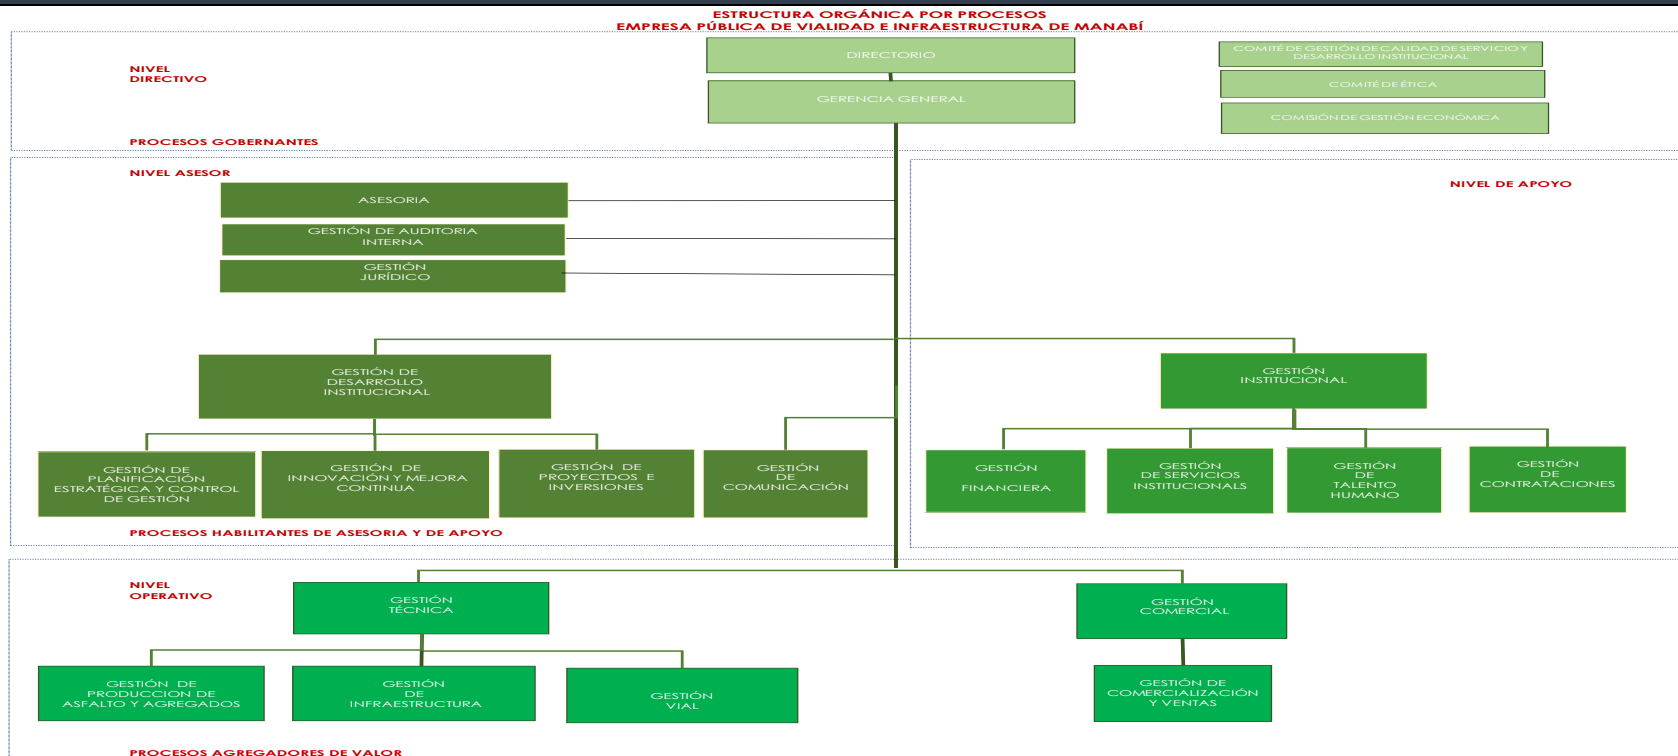 ESTRUCTURA ORGÁNICA POR PROCESOS
EMPRESA PÚBLICA DE VIALIDAD E INFRAESTRUCTURA DE MANABÍ
NIVEL
DIRECTIVO
DIRECTORIO
GERENCIA GENERAL
COMITÉ DE GESTIÓN DE CALIDAD DE SERVICIO Y
DESARROLLO INSTITUCIONAL
COMITÉ DE ÉTICA
COMISIÓN DE GESTIÓN ECONÓMICA
PROCESOS GOBERNANTES
NIVEL ASESOR
NIVEL DE APOYO
ASESORIA
GESTIÓN DE AUDITORIA
INTERNA
GESTIÓN
JURÍDICO
GESTIÓN DE
DESARROLLO
INSTITUCIONAL
GESTIÓN
INSTITUCIONAL
GESTIÓN DE
PLANIFICACIÓN
ESTRATÉGICA Y CONTROL
DE GESTIÓN
GESTIÓN DE
INNOVACIÓN Y MEJORA
CONTINUA
GESTIÓN DE
PROYECTDOS E
INVERSIONES
GESTIÓN
DE
COMUNICACIÓN
GESTIÓN
FINANCIERA
GESTIÓN
DE SERVICIOS
INSTITUCIONALS
GESTIÓN
DE
TALENTO
HUMANO
GESTIÓN
DE
CONTRATACIONES
PROCESOS HABILITANTES DE ASESORIA Y DE APOYO
NIVEL
OPERATIVO
GESTIÓN
TÉCNICA
GESTIÓN
COMERCIAL
GESTIÓN DE
PRODUCCION DE
ASFALTO Y AGREGADOS
GESTIÓN
DE
INFRAESTRUCTURA
GESTIÓN
VIAL
GESTIÓN DE
COMERCIALIZACIÓN
Y VENTAS
PROCESOS AGREGADORES DE VALOR